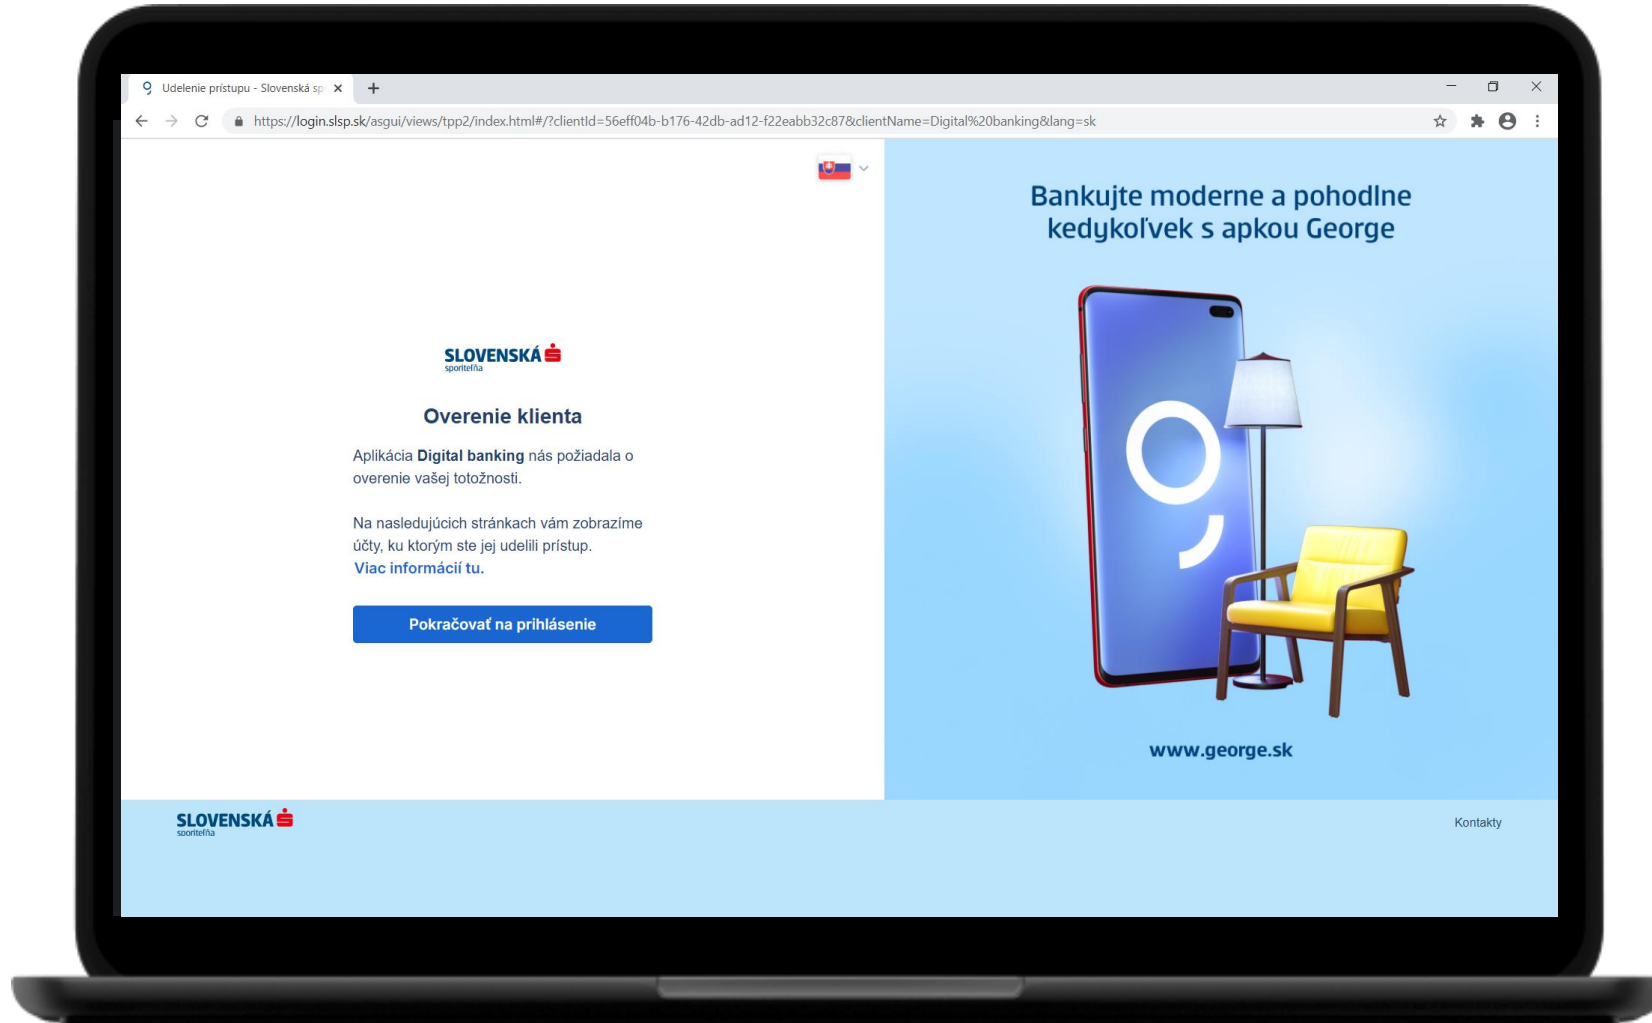 Udelenie prístupu - Slovenská sp
https://login.slsp.sk/asgui/views/tpp2/index.html#/?clientId=56eff04b-b176-42db-ad12-f22eabb32c87&clientName=Digital%20banking&lang=sk
SLOVENSKÁ
sporiteľňa
Overenie klienta
Aplikácia Digital banking nás požiadala o
overenie vašej totožnosti.
Na nasledujúcich stránkach vám zobrazíme
účty, ku ktorým ste jej udelili prístup.
Viac informácií tu.
Pokračovať na prihlásenie
Bankujte moderne a pohodlne
kedykoľvek s apkou George
www.george.sk
SLOVENSKÁ
sporiteľňa
Kontakty